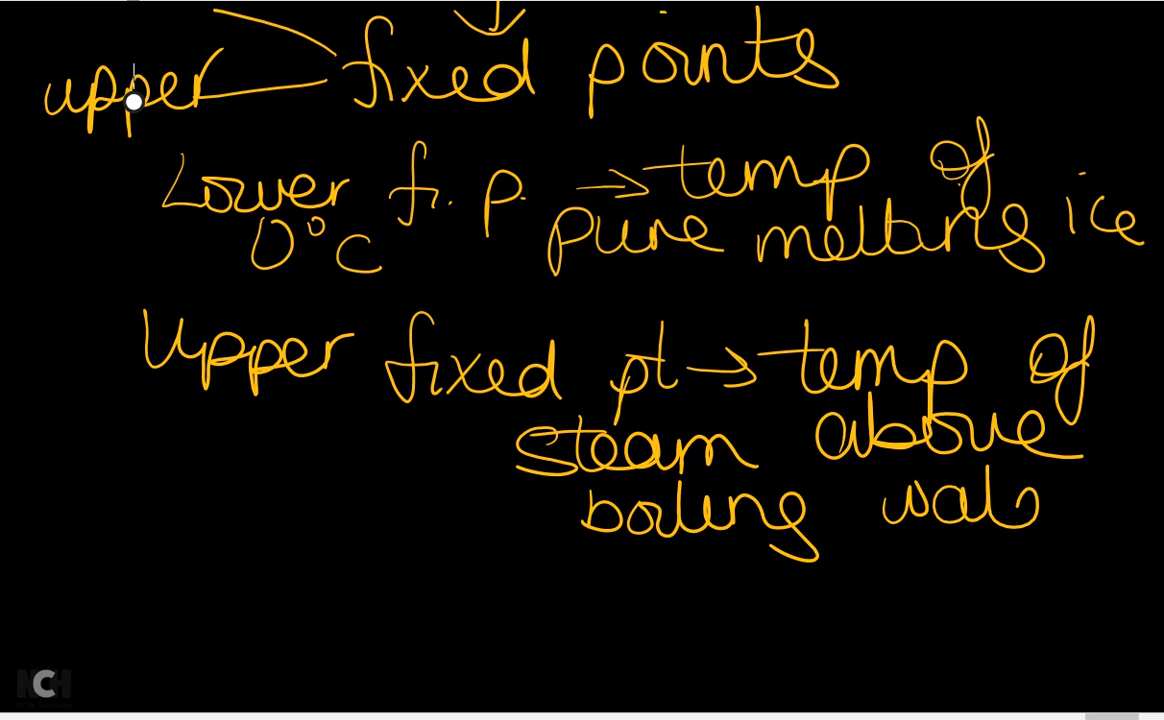 upper fixed points
Lower f. p. → temp of
0°C pure melting ice
Upper fixed pt → temp of
steam above
boiling wat
NCH